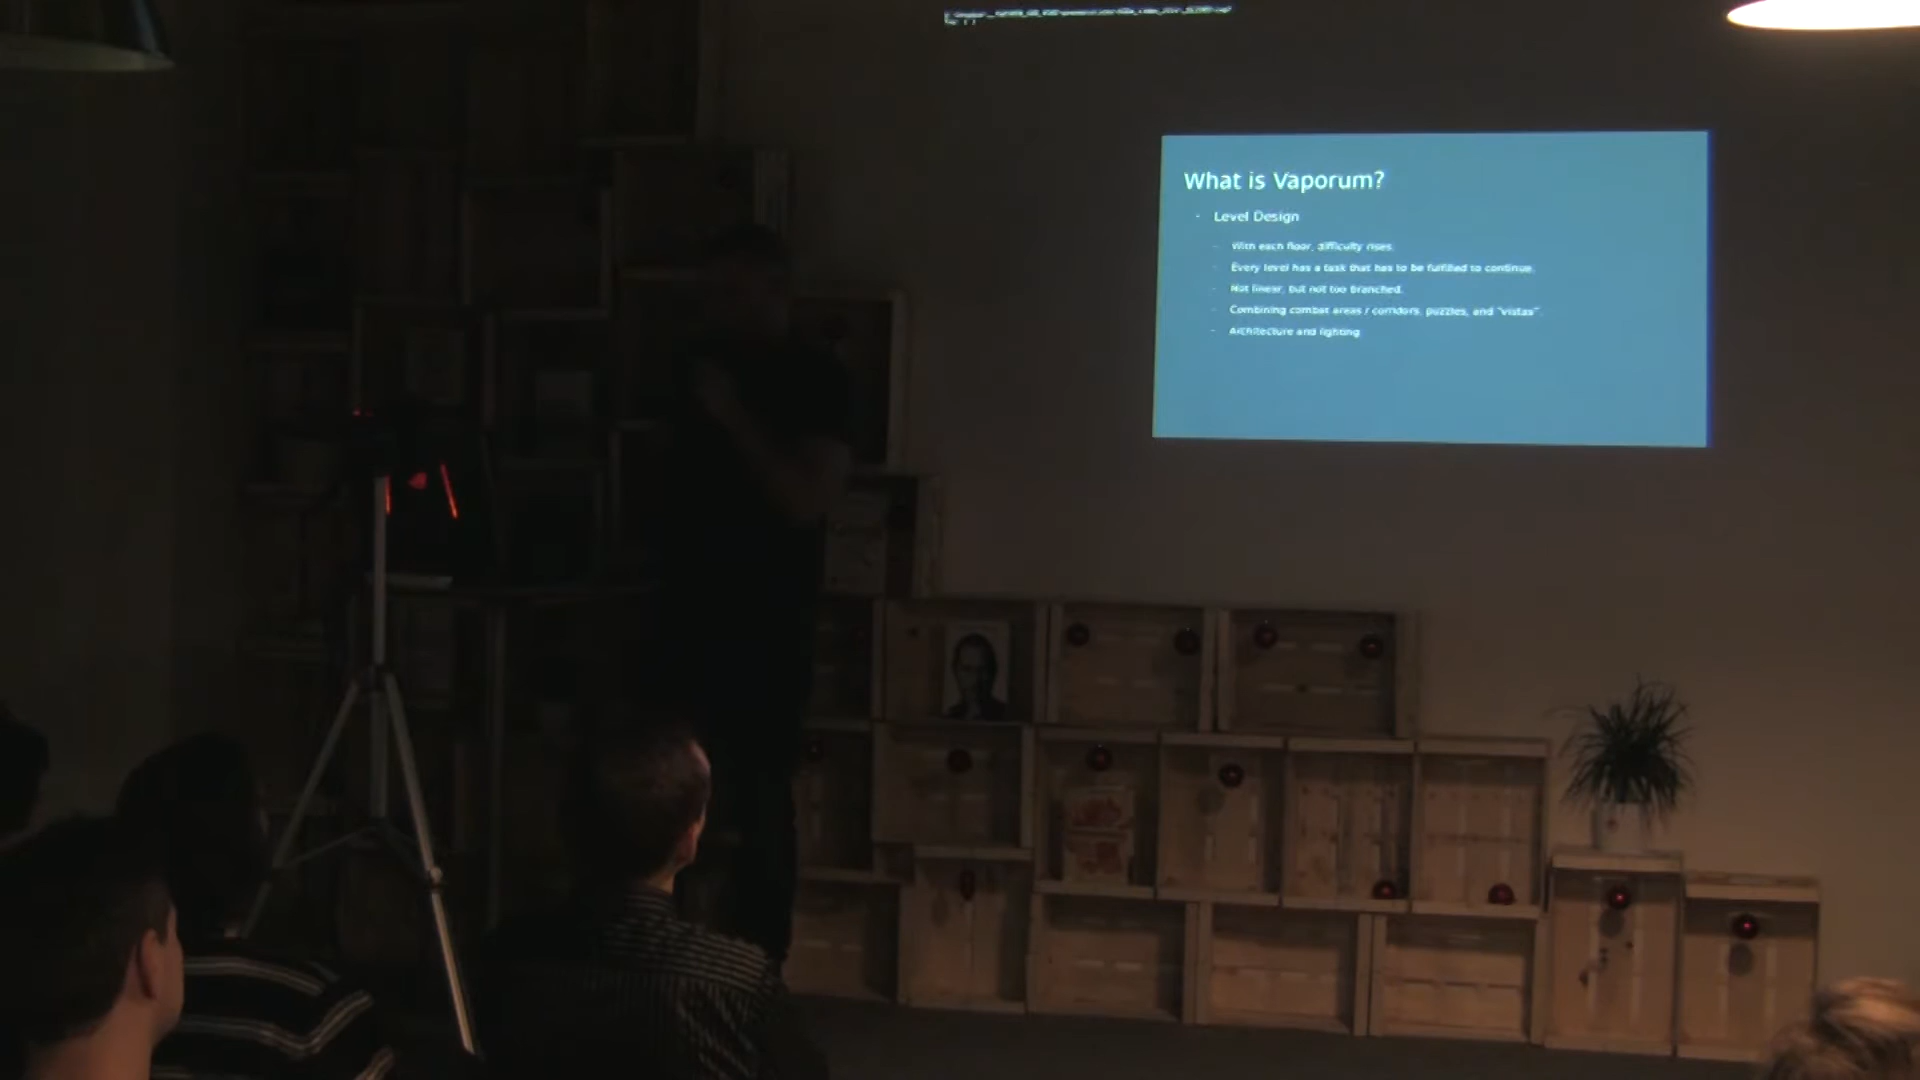 What is Vaporum?
- Level Design
- With each floor, difficulty rises.
- Every level has a task that has to be fulfilled to continue.
- Not linear, but not too branched.
- Combining combat areas / corridors, puzzles, and "vistas".
- Architecture and lighting